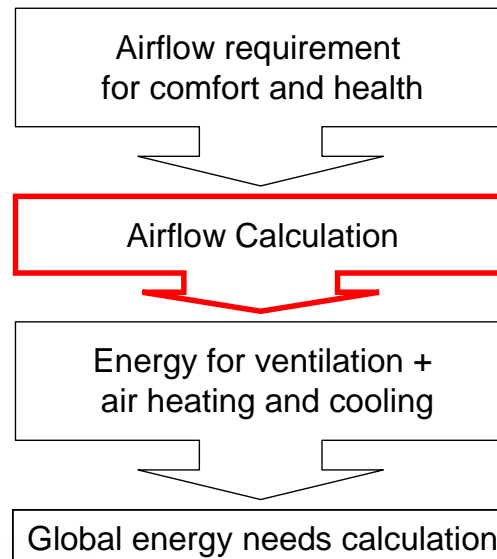 Airflow requirement
for comfort and health
Airflow Calculation
Energy for ventilation +
air heating and cooling
Global energy needs calculation